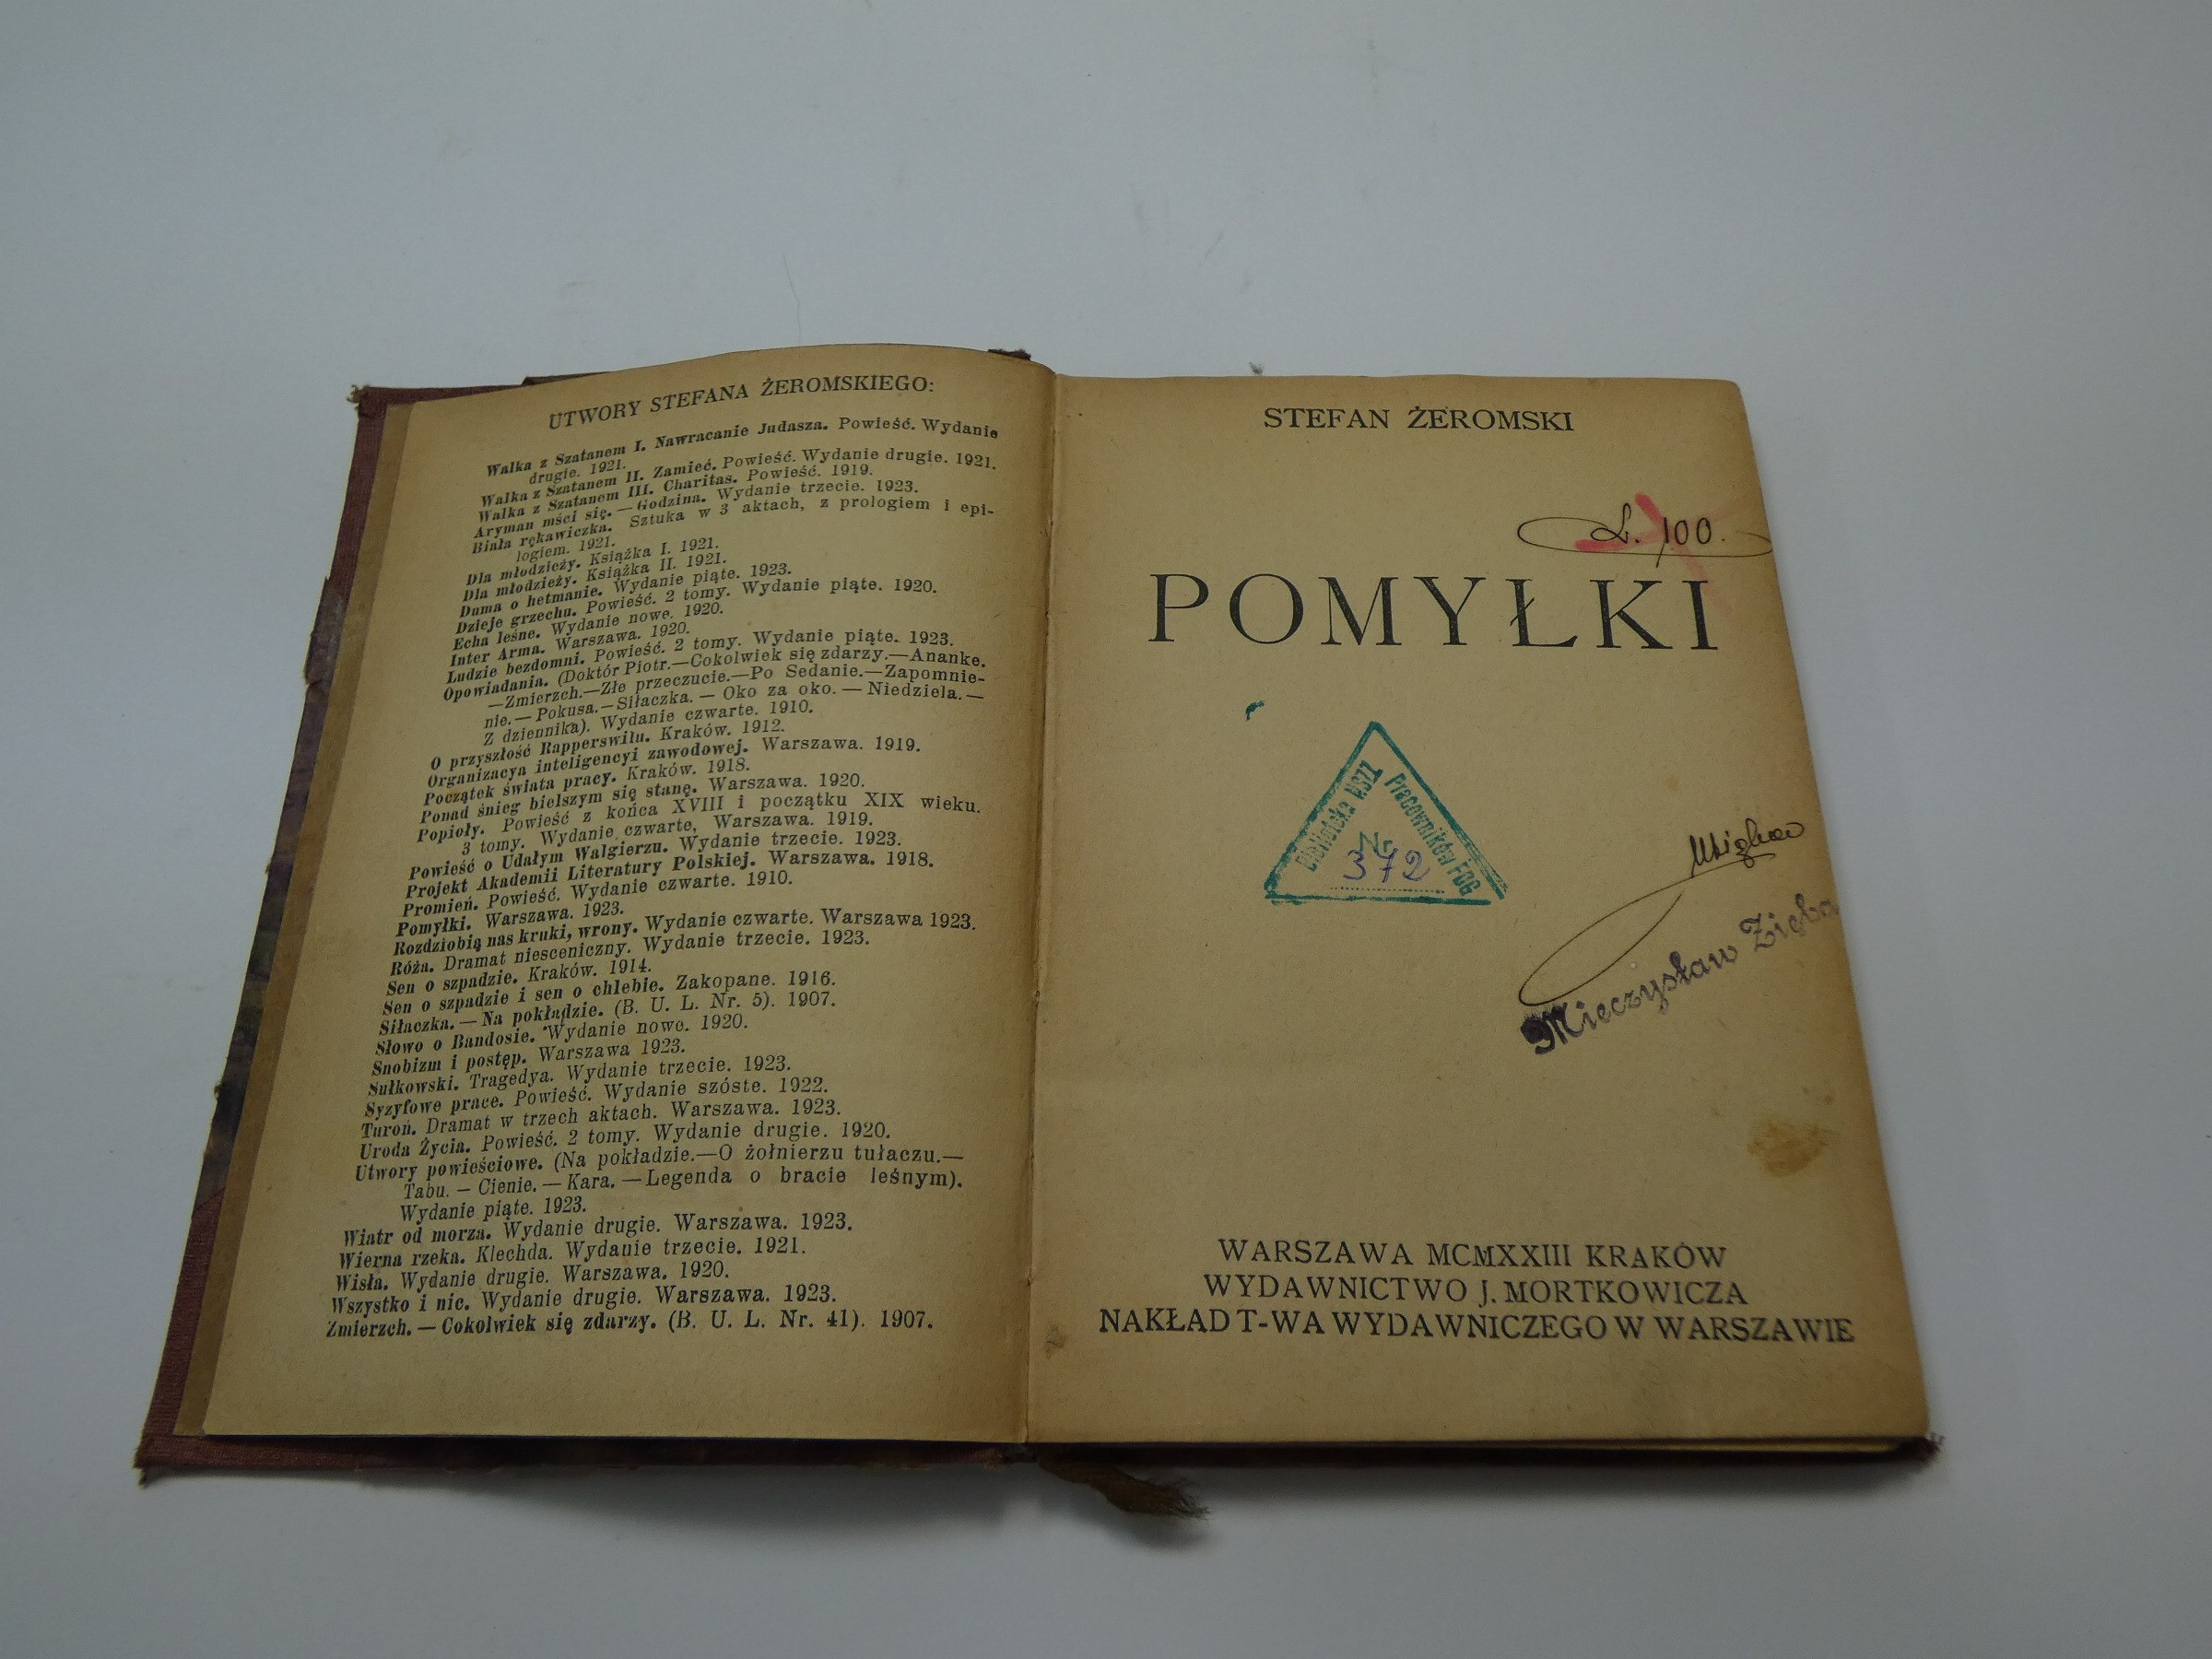 UTWORY STEFANA ŻEROMSKIEGO:
Walka z Szatanem I. Nawracanie Judasza. Powieść. Wydanie
drugie. 1921.
Walka z Szatanem II. Zamieć. Powieść. Wydanie drugie. 1921.
Walka z Szatanem III. Charitas. Powieść. 1919.
Aryman mści się. — Godzina. Wydanie trzecie. 1923.
Biała rękawiczka. Sztuka w 3 aktach, z prologiem i epi-
logiem. 1921.
Dla młodzieży. Książka I. 1921.
Dla młodzieży. Książka II. 1921.
Duma o hetmanie. Wydanie piąte. 1923.
Dzieje grzechu. Powieść. 2 tomy. Wydanie piąte. 1920.
Echa leśne. Wydanie nowe. 1920.
Inter Arma. Warszawa. 1920.
Ludzie bezdomni. Powieść. 2 tomy. Wydanie piąte. 1923.
Opowiadania. (Doktór Piotr.—Cokolwiek się zdarzy.—Ananke.
—Zmierzch.—Złe przeczucie.—Po Sedanie.—Zapomnie-
nie.—Pokusa.—Siłaczka. — Oko za oko. — Niedziela.—
Z dziennika). Wydanie czwarte. 1910.
O przyszłość Rapperswilu. Kraków. 1912.
Organizacya inteligencyi zawodowej. Warszawa. 1919.
Początek świata pracy. Kraków. 1918.
Ponad śnieg bielszym się stanę. Warszawa. 1920.
Popioły. Powieść z końca XVIII i początku XIX wieku.
3 tomy. Wydanie czwarte, Warszawa. 1919.
Powieść o Udałym Walgierzu. Wydanie trzecie. 1923.
Projekt Akademii Literatury Polskiej. Warszawa. 1918.
Promień. Powieść. Wydanie czwarte. 1910.
Pomyłki. Warszawa. 1923.
Rozdziobią nas kruki, wrony. Wydanie czwarte. Warszawa 1923.
Róża. Dramat niesceniczny. Wydanie trzecie. 1923.
Sen o szpadzie. Kraków. 1914.
Sen o szpadzie i sen o chlebie. Zakopane. 1916.
Siłaczka. — Na pokładzie. (B. U. L. Nr. 5). 1907.
Słowo o Bandosie. Wydanie nowe. 1920.
Snobizm i postęp. Warszawa 1923.
Sułkowski. Tragedya. Wydanie trzecie. 1923.
Syzyfowe prace. Powieść. Wydanie szóste. 1922.
Turoń. Dramat w trzech aktach. Warszawa. 1923.
Uroda Życia. Powieść. 2 tomy. Wydanie drugie. 1920.
Utwory powieściowe. (Na pokładzie.—O żołnierzu tułaczu.—
Tabu. — Cienie. — Kara. — Legenda o bracie leśnym).
Wydanie piąte. 1923.
Wiatr od morza. Wydanie drugie. Warszawa. 1923.
Wierna rzeka. Klechda. Wydanie trzecie. 1921.
Wisła. Wydanie drugie. Warszawa. 1920.
Wszystko i nic. Wydanie drugie. Warszawa. 1923.
Zmierzch. — Cokolwiek się zdarzy. (B. U. L. Nr. 41). 1907.
STEFAN ŻEROMSKI
L. 100.
POMYŁKI
Biblioteka
Pracowników
Nr
372
Mieczysław Zięba
WARSZAWA MCMXXIII KRAKÓW
WYDAWNICTWO J. MORTKOWICZA
NAKŁAD T-WA WYDAWNICZEGO W WARSZAWIE